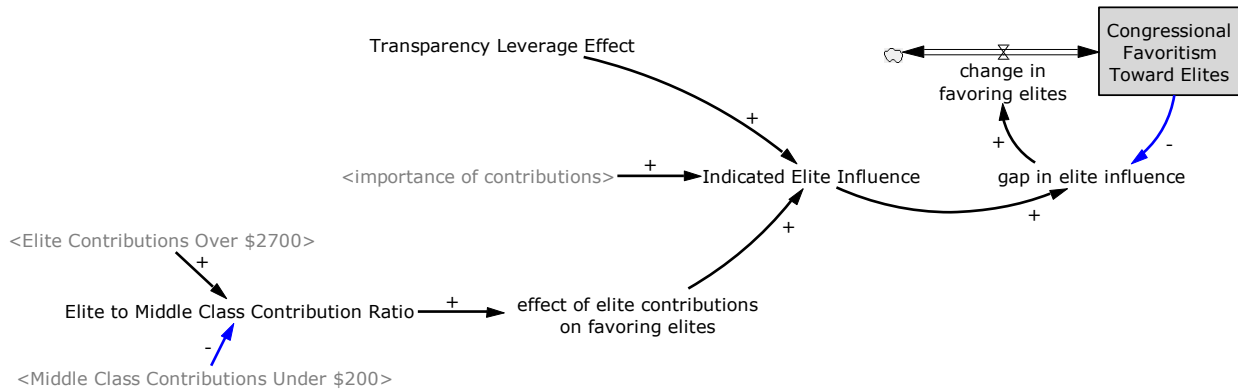 Transparency Leverage Effect
Congressional
Favoritism
Toward Elites
change in
favoring elites
+
+
-
<importance of contributions>
+
Indicated Elite Influence
gap in elite influence
+
+
<Elite Contributions Over $2700>
+
Elite to Middle Class Contribution Ratio
+
effect of elite contributions
on favoring elites
-
<Middle Class Contributions Under $200>